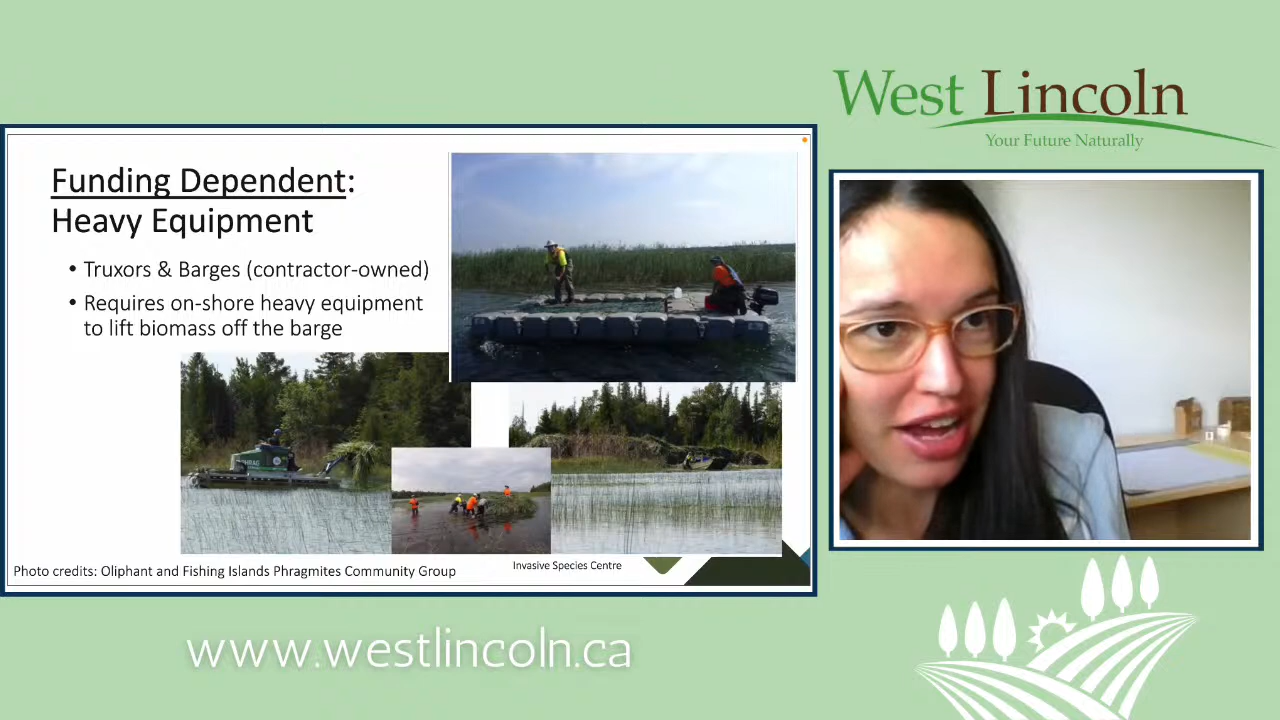 West Lincoln
Your Future Naturally
Funding Dependent:
Heavy Equipment
• Truxors & Barges (contractor-owned)
• Requires on-shore heavy equipment
to lift biomass off the barge
Photo credits: Oliphant and Fishing Islands Phragmites Community Group
Invasive Species Centre
www.westlincoln.ca